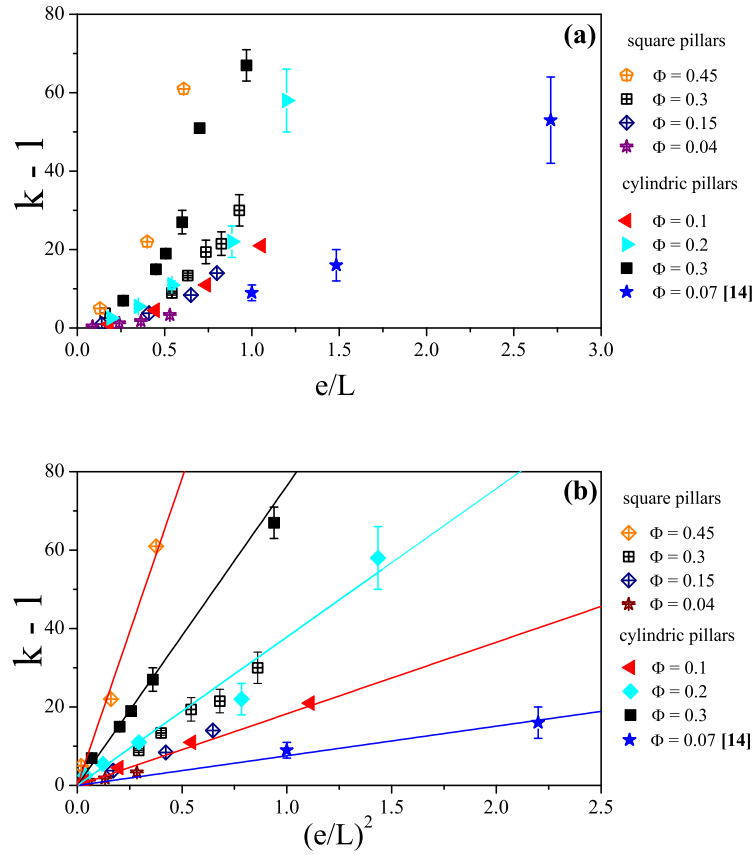 80
(a)
60
40
20
0
k - 1
0.0 0.5 1.0 1.5 2.0 2.5 3.0
e/L
square pillars
Φ = 0.45
Φ = 0.3
Φ = 0.15
Φ = 0.04
cylindric pillars
Φ = 0.1
Φ = 0.2
Φ = 0.3
Φ = 0.07 [14]
80
(b)
60
40
20
0
k - 1
0.0 0.5 1.0 1.5 2.0 2.5
(e/L)²
square pillars
Φ = 0.45
Φ = 0.3
Φ = 0.15
Φ = 0.04
cylindric pillars
Φ = 0.1
Φ = 0.2
Φ = 0.3
Φ = 0.07 [14]